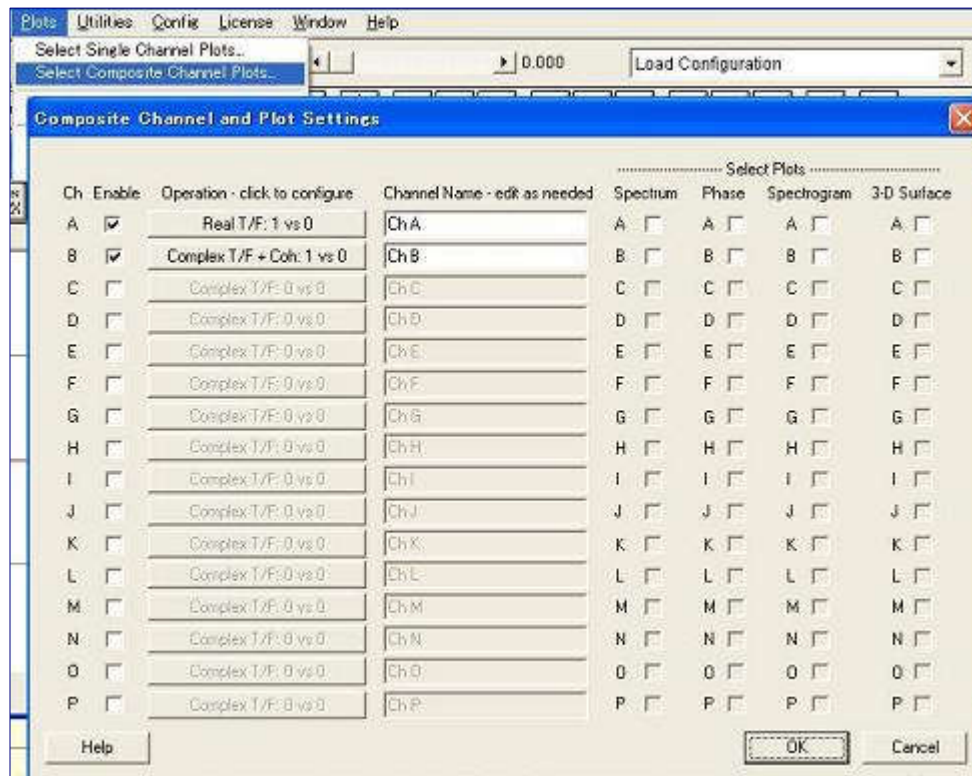 Plots Utilities Config License Window Help
Select Single Channel Plots...
Select Composite Channel Plots...
0.000 Load Configuration
Composite Channel and Plot Settings
Select Plots
Ch Enable Operation - click to configure Channel Name - edit as needed Spectrum Phase Spectrogram 3-D Surface
A Real T/F: 1 vs 0 Ch A A A A A
B Complex T/F + Coh: 1 vs 0 Ch B B B B B
C Complex T/F: 0 vs 0 Ch C C C C C
D Complex T/F: 0 vs 0 Ch D D D D D
E Complex T/F: 0 vs 0 Ch E E E E E
F Complex T/F: 0 vs 0 Ch F F F F F
G Complex T/F: 0 vs 0 Ch G G G G G
H Complex T/F: 0 vs 0 Ch H H H H H
I Complex T/F: 0 vs 0 Ch I I I I I
J Complex T/F: 0 vs 0 Ch J J J J J
K Complex T/F: 0 vs 0 Ch K K K K K
L Complex T/F: 0 vs 0 Ch L L L L L
M Complex T/F: 0 vs 0 Ch M M M M M
N Complex T/F: 0 vs 0 Ch N N N N N
O Complex T/F: 0 vs 0 Ch O O O O O
P Complex T/F: 0 vs 0 Ch P P P P P
Help OK Cancel